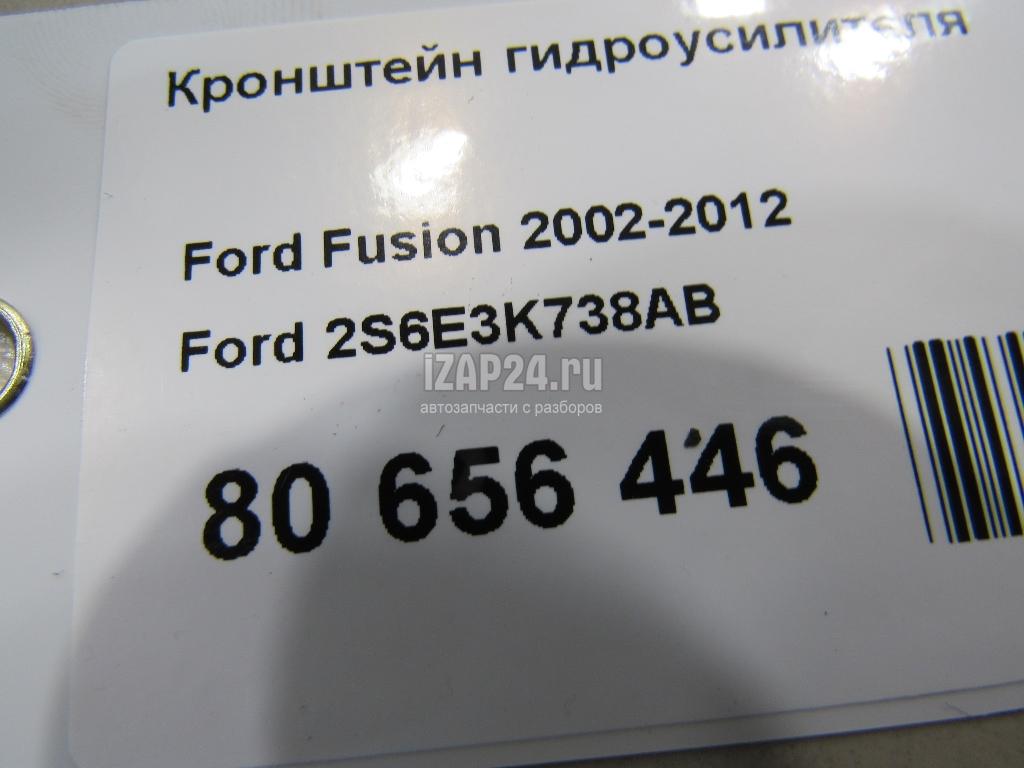 Кронштейн гидроусилителя
Ford Fusion 2002-2012
Ford 2S6E3K738AB
iZAP24.ru
автозапчасти с разборов
80 656 446